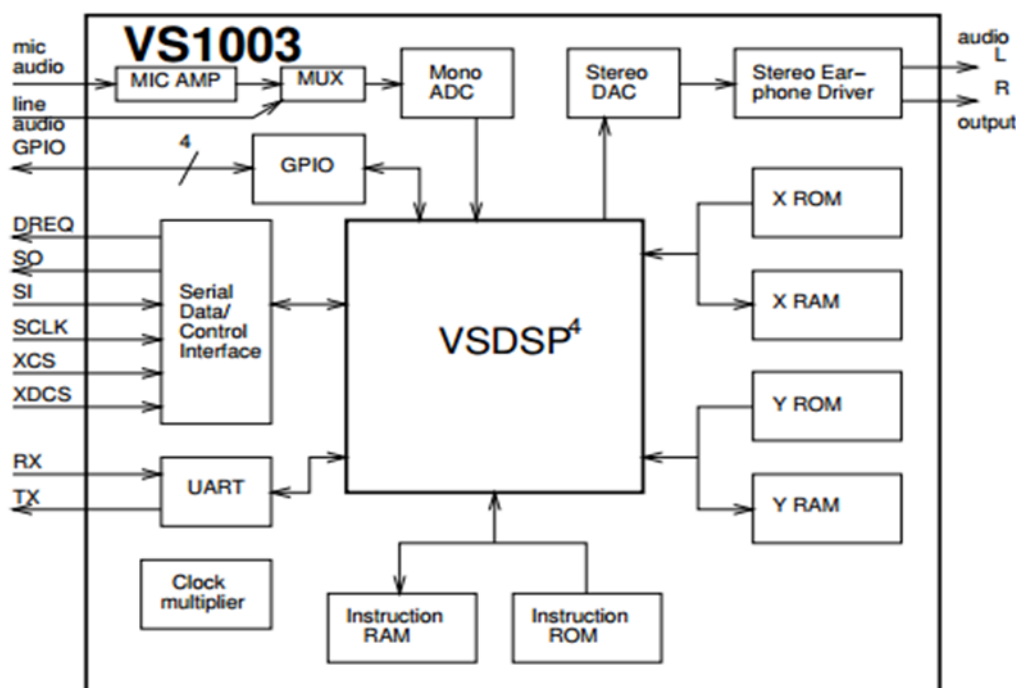 VS1003
mic
audio
line
audio
MIC AMP
MUX
Mono
ADC
Stereo
DAC
Stereo Ear-
phone Driver
audio
L
R
output
GPIO
4
GPIO
DREQ
SO
SI
SCLK
XCS
XDCS
Serial
Data/
Control
Interface
VSDSP4
X ROM
X RAM
Y ROM
Y RAM
RX
TX
UART
Clock
multiplier
Instruction
RAM
Instruction
ROM